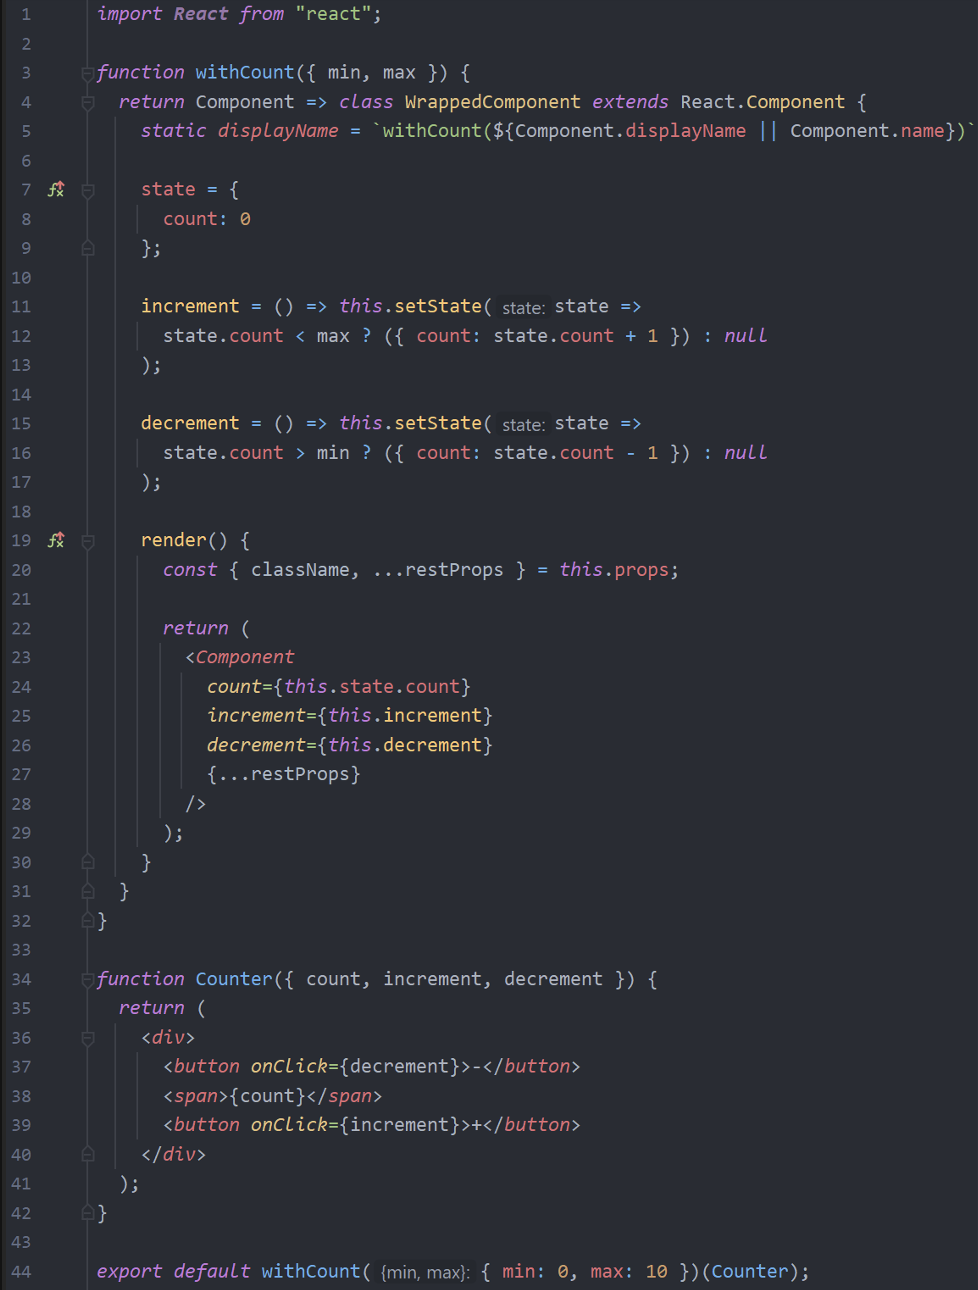 1 import React from "react";
2
3 function withCount({ min, max }) {
4   return Component => class WrappedComponent extends React.Component {
5     static displayName = `withCount(${Component.displayName || Component.name})`
6
7     state = {
8       count: 0
9     };
10
11     increment = () => this.setState( state: state =>
12       state.count < max ? ({ count: state.count + 1 }) : null
13     );
14
15     decrement = () => this.setState( state: state =>
16       state.count > min ? ({ count: state.count - 1 }) : null
17     );
18
19     render() {
20       const { className, ...restProps } = this.props;
21
22       return (
23         <Component
24           count={this.state.count}
25           increment={this.increment}
26           decrement={this.decrement}
27           {...restProps}
28         />
29       );
30     }
31   }
32 }
33
34 function Counter({ count, increment, decrement }) {
35   return (
36     <div>
37       <button onClick={decrement}>-</button>
38       <span>{count}</span>
39       <button onClick={increment}>+</button>
40     </div>
41   );
42 }
43
44 export default withCount( {min, max}: { min: 0, max: 10 })(Counter);